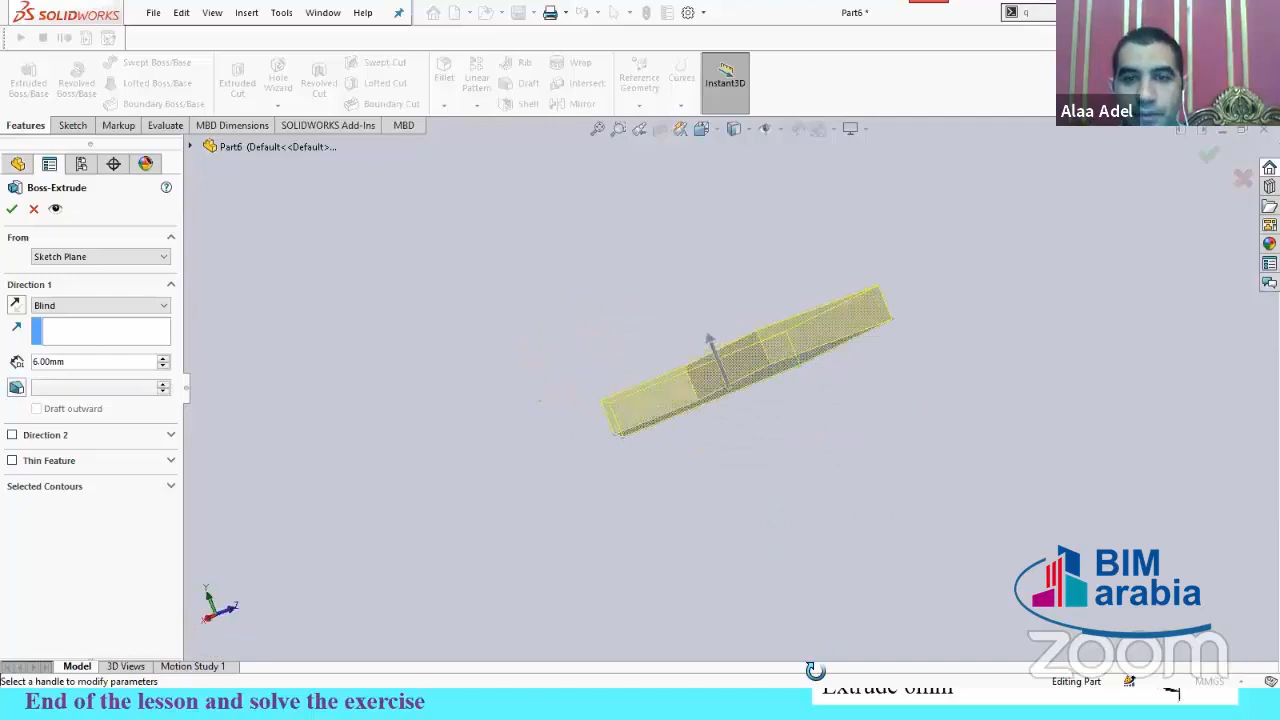 SOLIDWORKS File Edit View Insert Tools Window Help Part6 * q
Extruded Boss/Base Revolved Boss/Base Swept Boss/Base Lofted Boss/Base Boundary Boss/Base Extruded Cut Hole Wizard Revolved Cut Swept Cut Lofted Cut Boundary Cut Fillet Linear Pattern Rib Draft Shell Wrap Intersect Mirror Reference Geometry Curves Instant3D
Alaa Adel
Features Sketch Markup Evaluate MBD Dimensions SOLIDWORKS Add-Ins MBD
Part6 (Default<<Default>...
Boss-Extrude
From
Sketch Plane
Direction 1
Blind
6.00mm
Draft outward
Direction 2
Thin Feature
Selected Contours
Y
Z
X
BIM
arabia
zoom
Model 3D Views Motion Study 1
Select a handle to modify parameters Editing Part MMGS
Extrude 6mm
End of the lesson and solve the exercise